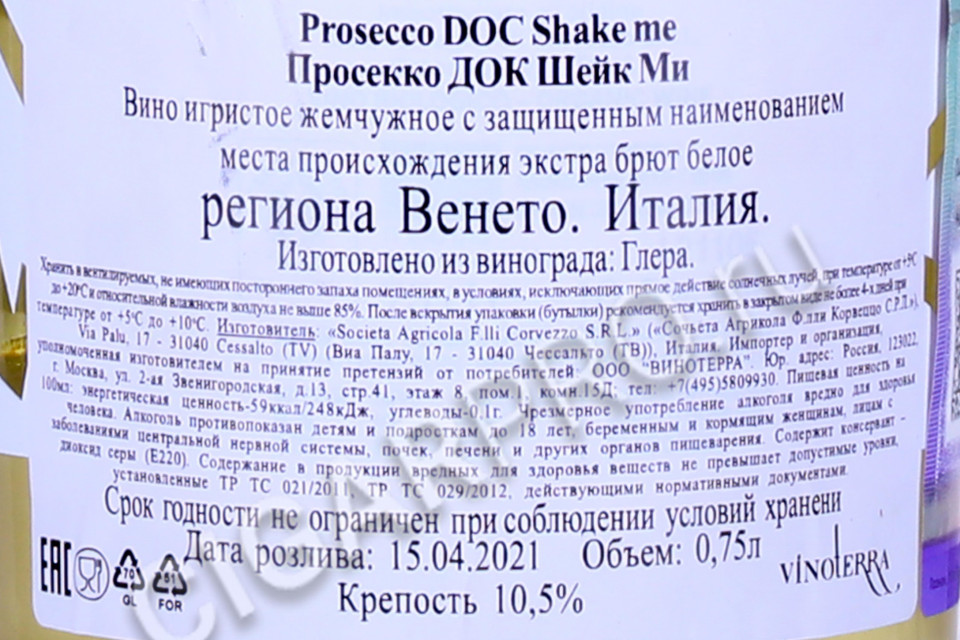 Prosecco DOC Shake me
Просекко ДОК Шейк Ми
Вино игристое жемчужное с защищенным наименованием
места происхождения экстра брют белое
региона Венето. Италия.
Изготовлено из винограда: Глера.
Хранить в вентилируемых, не имеющих постороннего запаха помещениях, в условиях, исключающих прямое действие солнечных лучей, при температуре от +5°C
до +20°C и относительной влажности воздуха не выше 85%. После вскрытия упаковки (бутылки) рекомендуется хранить в закрытом виде не более 4-х дней при
температуре от +5°C до +10°C. Изготовитель: «Societa Agricola F.lli Corvezzo S.R.L.» («Сочьета Агрикола Ф.лли Корвеццо С.Р.Л.»),
Via Palu, 17 - 31040 Cessalto (TV) (Виа Палу, 17 - 31040 Чессальто (ТВ)), Италия. Импортер и организация,
уполномоченная изготовителем на принятие претензий от потребителей: ООО "ВИНОТЕРРА". Юр. адрес: Россия, 123022,
г. Москва, ул. 2-ая Звенигородская, д.13, стр.41, этаж 8, пом.1, комн.15Д; тел: +7(495)5809930. Пищевая ценность на
100мл: энергетическая ценность-59ккал/248кДж, углеводы-0,1г. Чрезмерное употребление алкоголя вредно для здоровья
человека. Алкоголь противопоказан детям и подросткам до 18 лет, беременным и кормящим женщинам, лицам с
заболеваниями центральной нервной системы, почек, печени и других органов пищеварения. Содержит консервант -
диоксид серы (Е220). Содержание в продукции вредных для здоровья веществ не превышает допустимые уровни,
установленные ТР ТС 021/2011, ТР ТС 029/2012, действующими нормативными документами.
Срок годности не ограничен при соблюдении условий хранени
Дата розлива: 15.04.2021 Объем: 0,75л
Крепость 10,5%
EAC
70
GL
51
FOR
VINOTERRA
CIGARPRO.ru